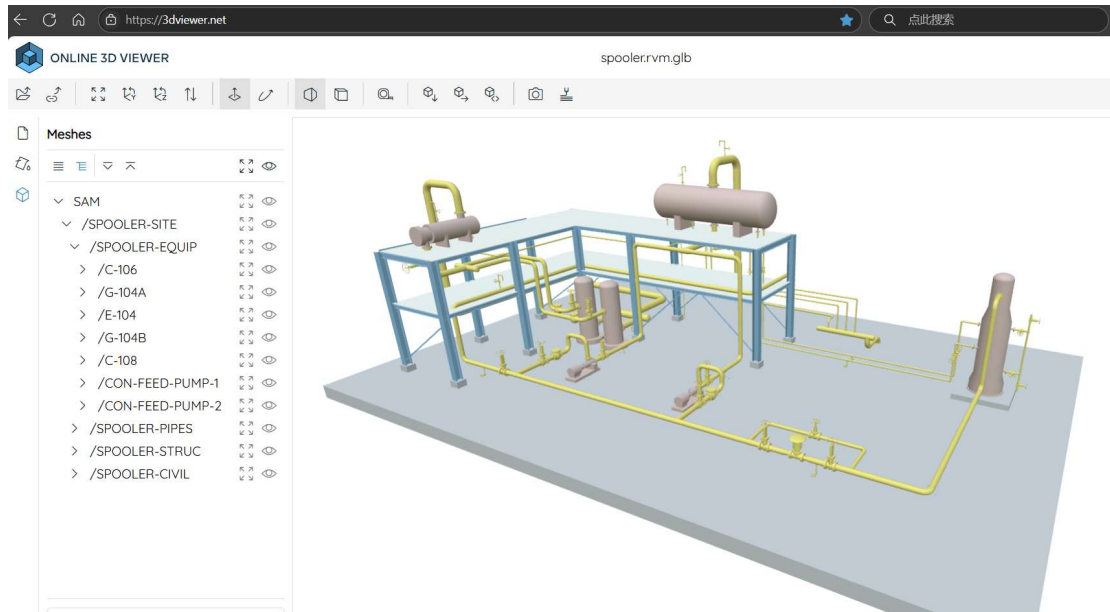 https://3dviewer.net
点此搜索
ONLINE 3D VIEWER
spooler.rvm.glb
Meshes
SAM
/SPOOLER-SITE
/SPOOLER-EQUIP
/C-106
/G-104A
/E-104
/G-104B
/C-108
/CON-FEED-PUMP-1
/CON-FEED-PUMP-2
/SPOOLER-PIPES
/SPOOLER-STRUC
/SPOOLER-CIVIL